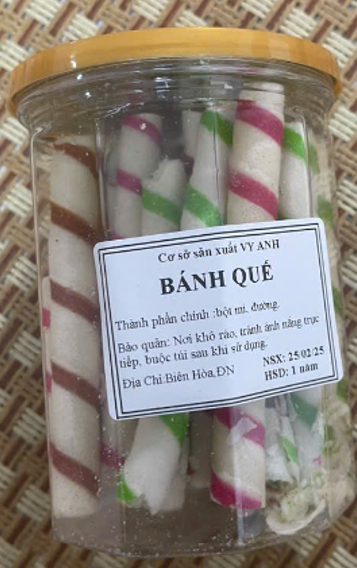 Cơ sở sản xuất VY ANH
BÁNH QUẾ
Thành phần chính :bột mì, đường.
Bảo quản: Nơi khô ráo, tránh ánh nắng trực
tiếp, buộc túi sau khi sử dụng.
NSX: 25/02/25
Địa Chỉ:Biên Hòa,ĐN
HSD: 1 năm